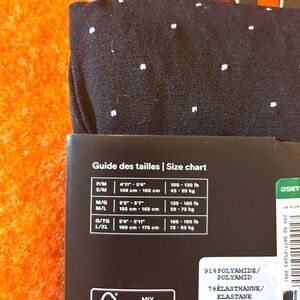 Guide des tailles | Size chart
P/M 4'11" - 5'4" 100 - 130 lb
S/M 148 cm - 160 cm 45 - 59 kg
M/G 5'2" - 5'7" 130 - 160 lb
M/L 155 cm - 168 cm 59 - 72 kg
G/TG 5'4" - 5'11" 160 - 190 lb
L/XL 160 cm - 178 cm 72 - 86 kg
91%POLYAMIDE/
POLYAMID
7%ÉLASTHANNE/
ELASTANE
MIX